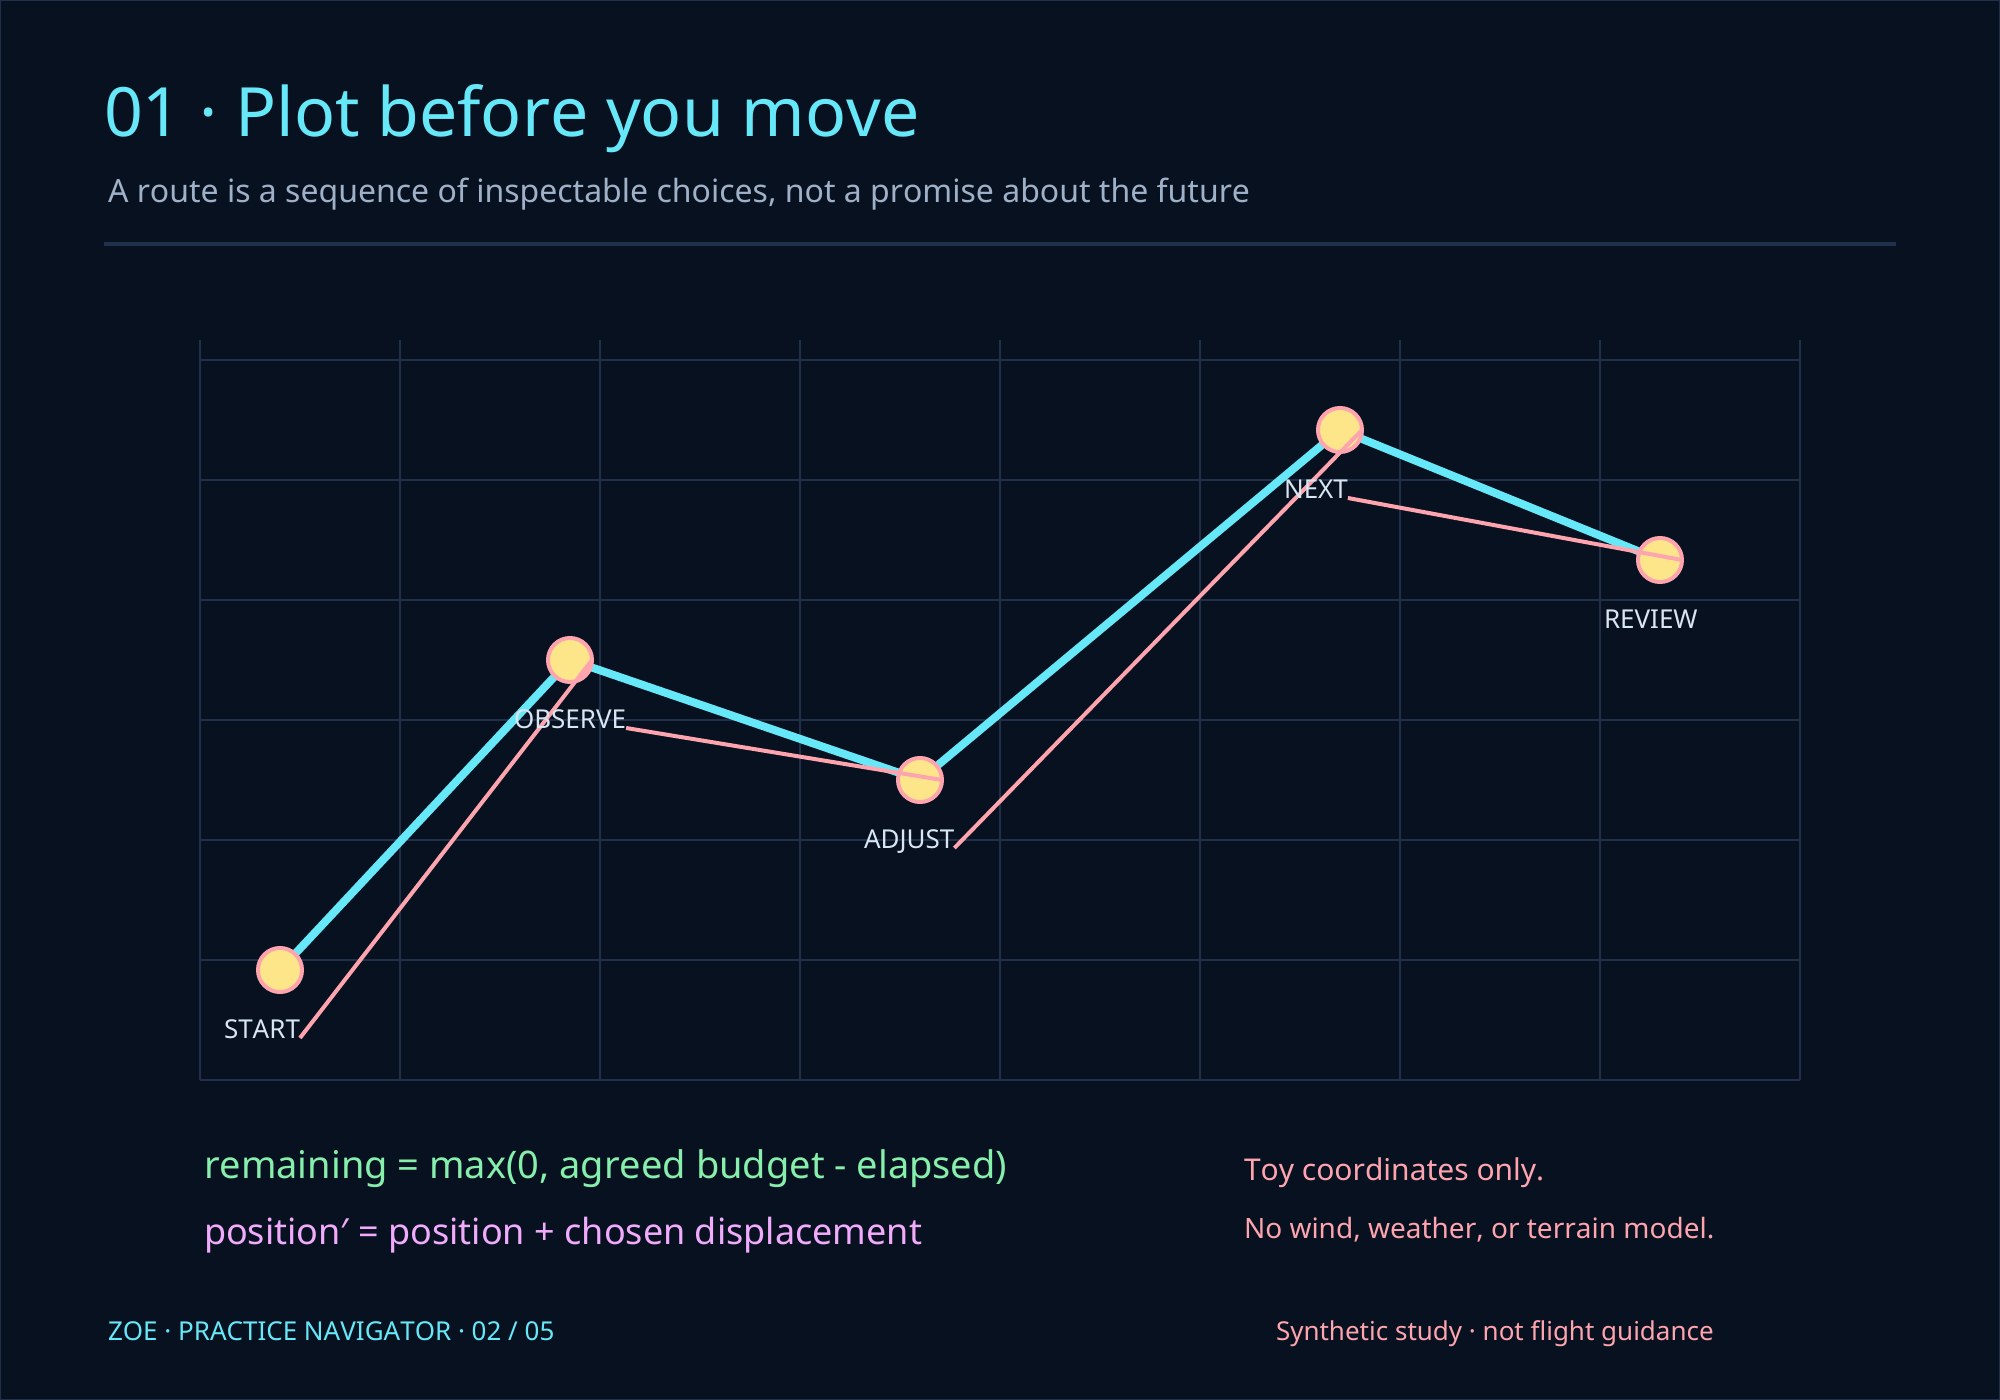 01 · Plot before you move
A route is a sequence of inspectable choices, not a promise about the future
NEXT
REVIEW
OBSERVE
ADJUST
START
remaining = max(0, agreed budget - elapsed)
position′ = position + chosen displacement
Toy coordinates only.
No wind, weather, or terrain model.
ZOE · PRACTICE NAVIGATOR · 02 / 05
Synthetic study · not flight guidance